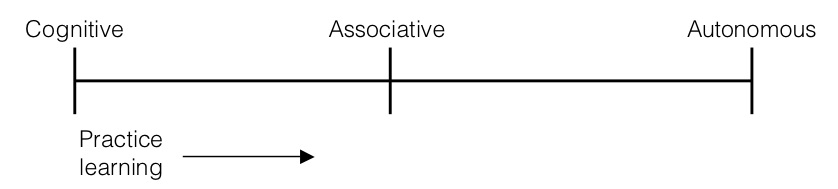 Cognitive Associative Autonomous
Practice
learning